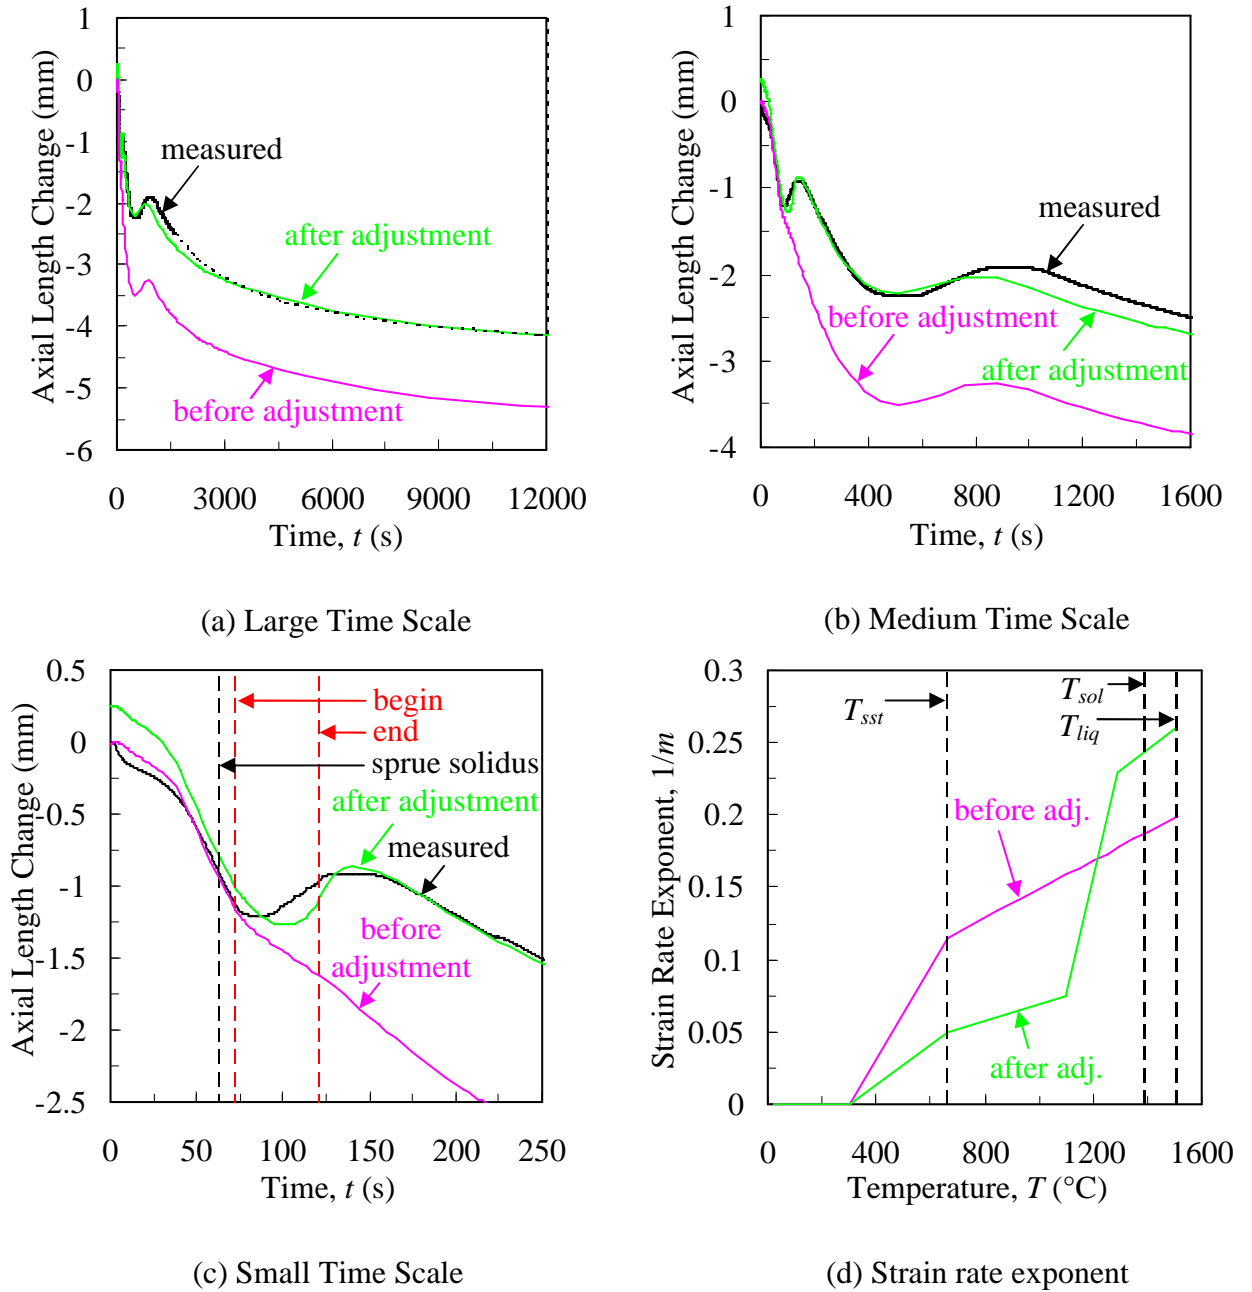 1
0
-1
-2
-3
-4
-5
-6
Axial Length Change (mm)
measured
after adjustment
before adjustment
0
3000
6000
9000
12000
Time, t (s)
(a) Large Time Scale
1
0
-1
-2
-3
-4
Axial Length Change (mm)
measured
before adjustment
after adjustment
0
400
800
1200
1600
Time, t (s)
(b) Medium Time Scale
0.5
0
-0.5
-1
-1.5
-2
-2.5
Axial Length Change (mm)
begin
end
sprue solidus
after adjustment
measured
before
adjustment
0
50
100
150
200
250
Time, t (s)
(c) Small Time Scale
0.3
0.25
0.2
0.15
0.1
0.05
0
Strain Rate Exponent, 1/m
Tsst
Tsol
Tliq
before adj.
after adj.
0
400
800
1200
1600
Temperature, T (°C)
(d) Strain rate exponent